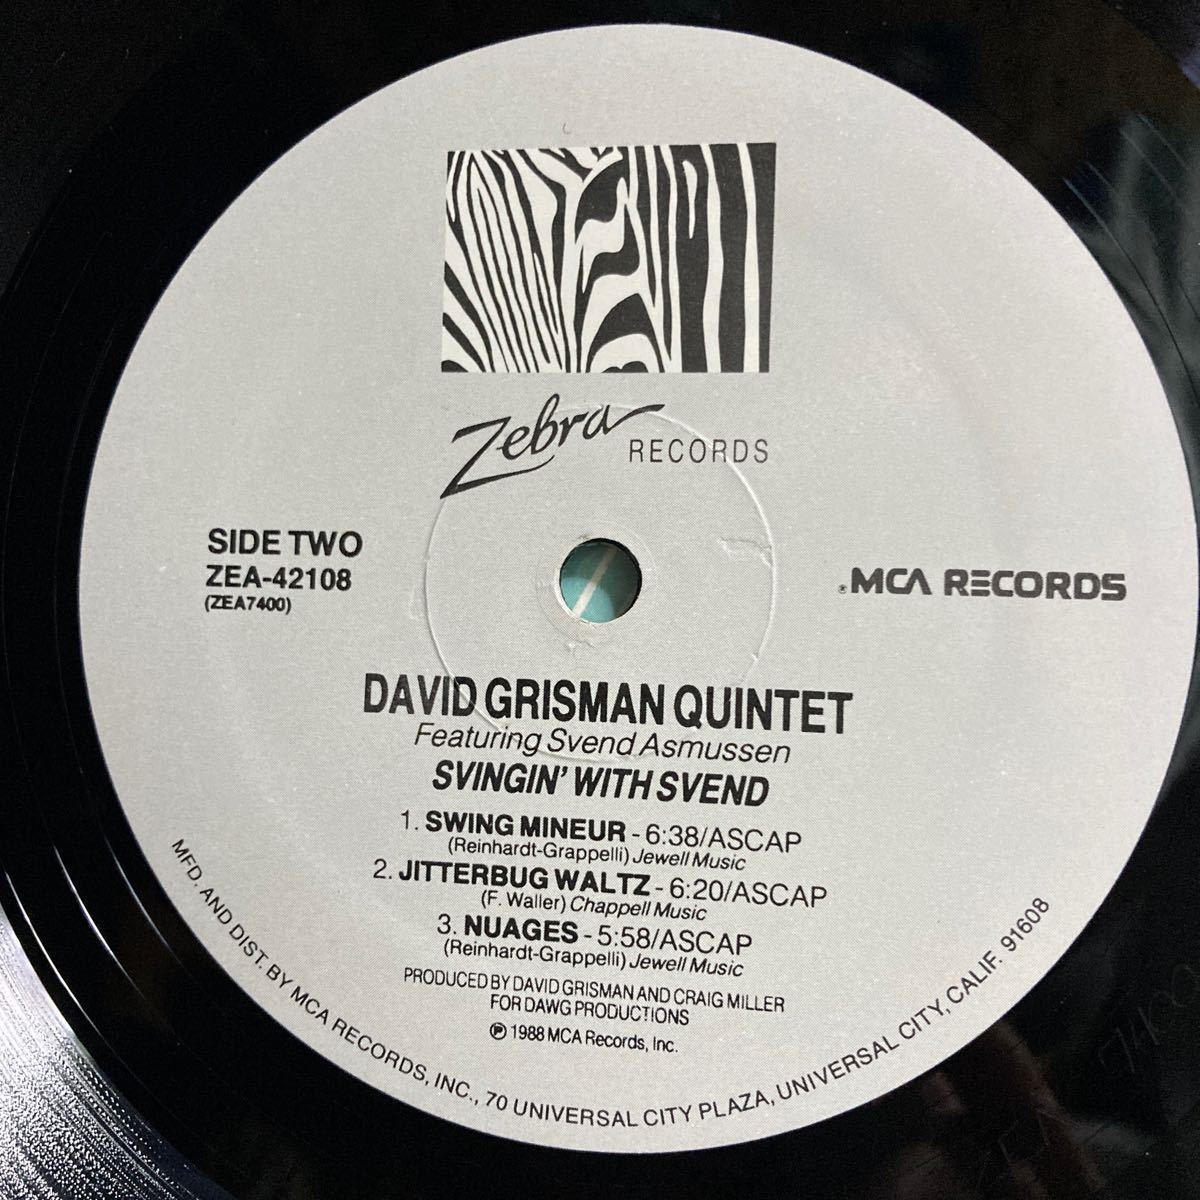 Zebra RECORDS
SIDE TWO
ZEA-42108
(ZEA7400)
®MCA RECORDS
DAVID GRISMAN QUINTET
Featuring Svend Asmussen
SVINGIN' WITH SVEND
1. SWING MINEUR - 6:38/ASCAP
(Reinhardt-Grappelli) Jewell Music
2. JITTERBUG WALTZ - 6:20/ASCAP
(F. Waller) Chappell Music
3. NUAGES - 5:58/ASCAP
(Reinhardt-Grappelli) Jewell Music
PRODUCED BY DAVID GRISMAN AND CRAIG MILLER
FOR DAWG PRODUCTIONS
℗ 1988 MCA Records, Inc.
MFD. AND DIST. BY MCA RECORDS, INC., 70 UNIVERSAL CITY PLAZA, UNIVERSAL CITY, CALIF. 91608